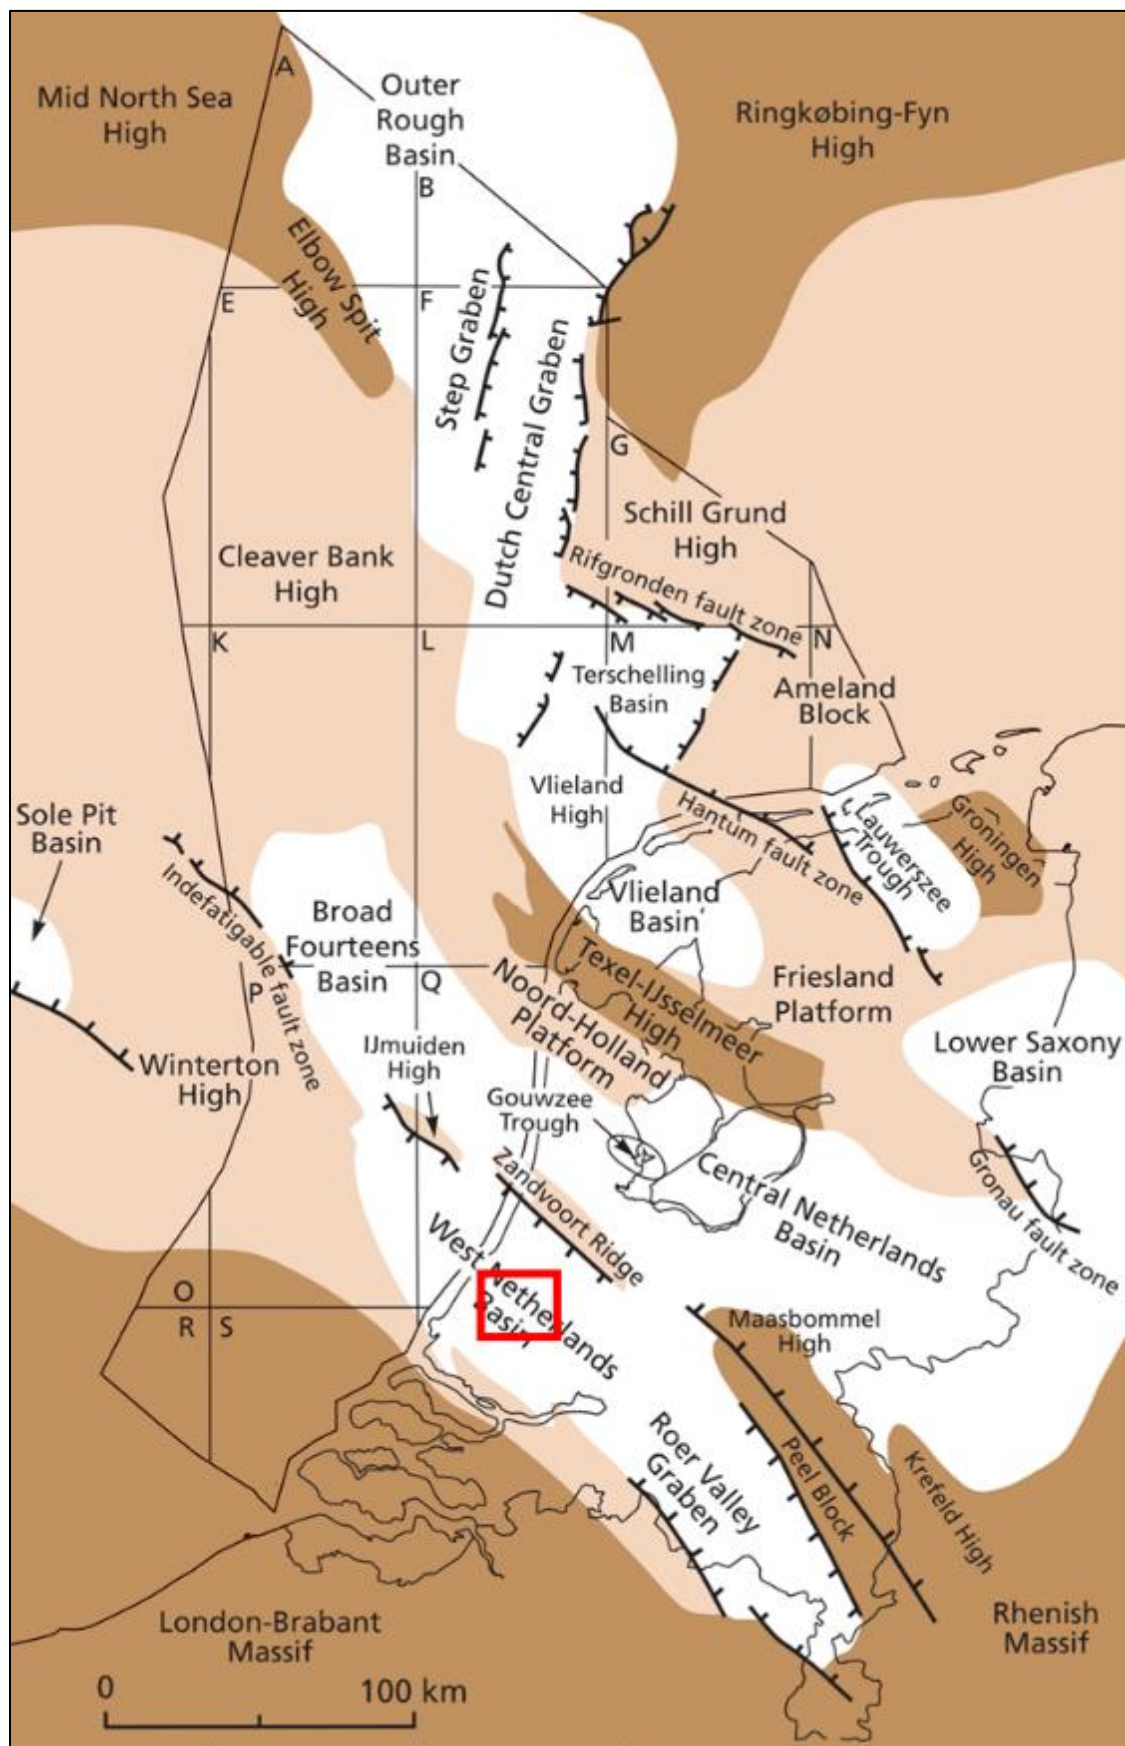 Mid North Sea
High
A
Outer
Rough
Basin
B
Ringkøbing-Fyn
High
Elbow Spit
High
E
F
Step Graben
Dutch Central Graben
G
Schill Grund
High
Cleaver Bank
High
Rifgronden fault zone
K
L
M
N
Terschelling
Basin
Ameland
Block
Vlieland
High
Hantum fault zone
Lauwerszee
Trough
Groningen
High
Sole Pit
Basin
Indefatigable fault zone
Broad
Fourteens
Basin
P
Q
Vlieland
Basin
Texel-IJsselmeer
High
Noord-Holland
Platform
Friesland
Platform
Lower Saxony
Basin
Winterton
High
IJmuiden
High
Gouwzee
Trough
Zandvoort Ridge
Central Netherlands
Basin
Gronau fault zone
West Netherlands
Basin
O
R
S
Maasbommel
High
Roer Valley
Graben
Peel Block
Krefeld High
London-Brabant
Massif
Rhenish
Massif
0
100 km